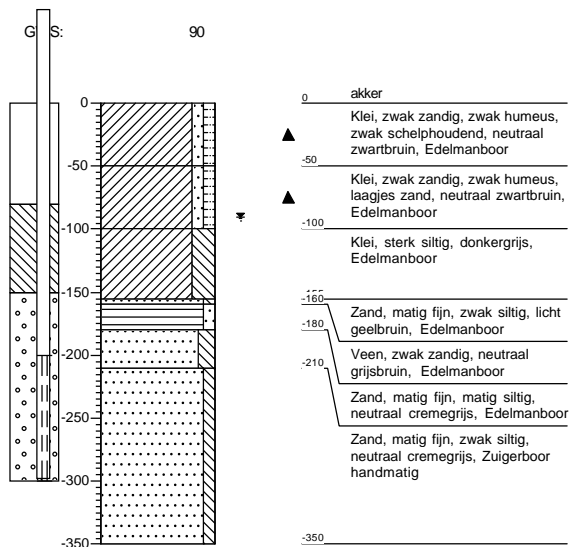 G S: 90
0
-50
-100
-150
-200
-250
-300
-350
0 akker
Klei, zwak zandig, zwak humeus,
zwak schelphoudend, neutraal
zwartbruin, Edelmanboor
-50
Klei, zwak zandig, zwak humeus,
laagjes zand, neutraal zwartbruin,
Edelmanboor
-100
Klei, sterk siltig, donkergrijs,
Edelmanboor
-160
Zand, matig fijn, zwak siltig, licht
geelbruin, Edelmanboor
-180
Veen, zwak zandig, neutraal
grijsbruin, Edelmanboor
-210
Zand, matig fijn, matig siltig,
neutraal cremegrijs, Edelmanboor
Zand, matig fijn, zwak siltig,
neutraal cremegrijs, Zuigerboor
handmatig
-350